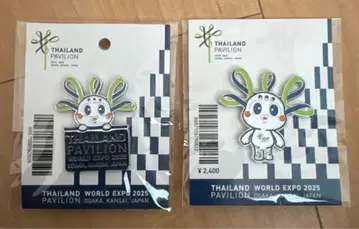 THAILAND
PAVILION
THAILAND
PAVILION
WORLD EXPO 2025
OSAKA, KANSAI, JAPAN
THAILAND WORLD EXPO 2025
PAVILION OSAKA, KANSAI, JAPAN
THAILAND
PAVILION
¥2,400
THAILAND WORLD EXPO 2025
PAVILION OSAKA, KANSAI, JAPAN